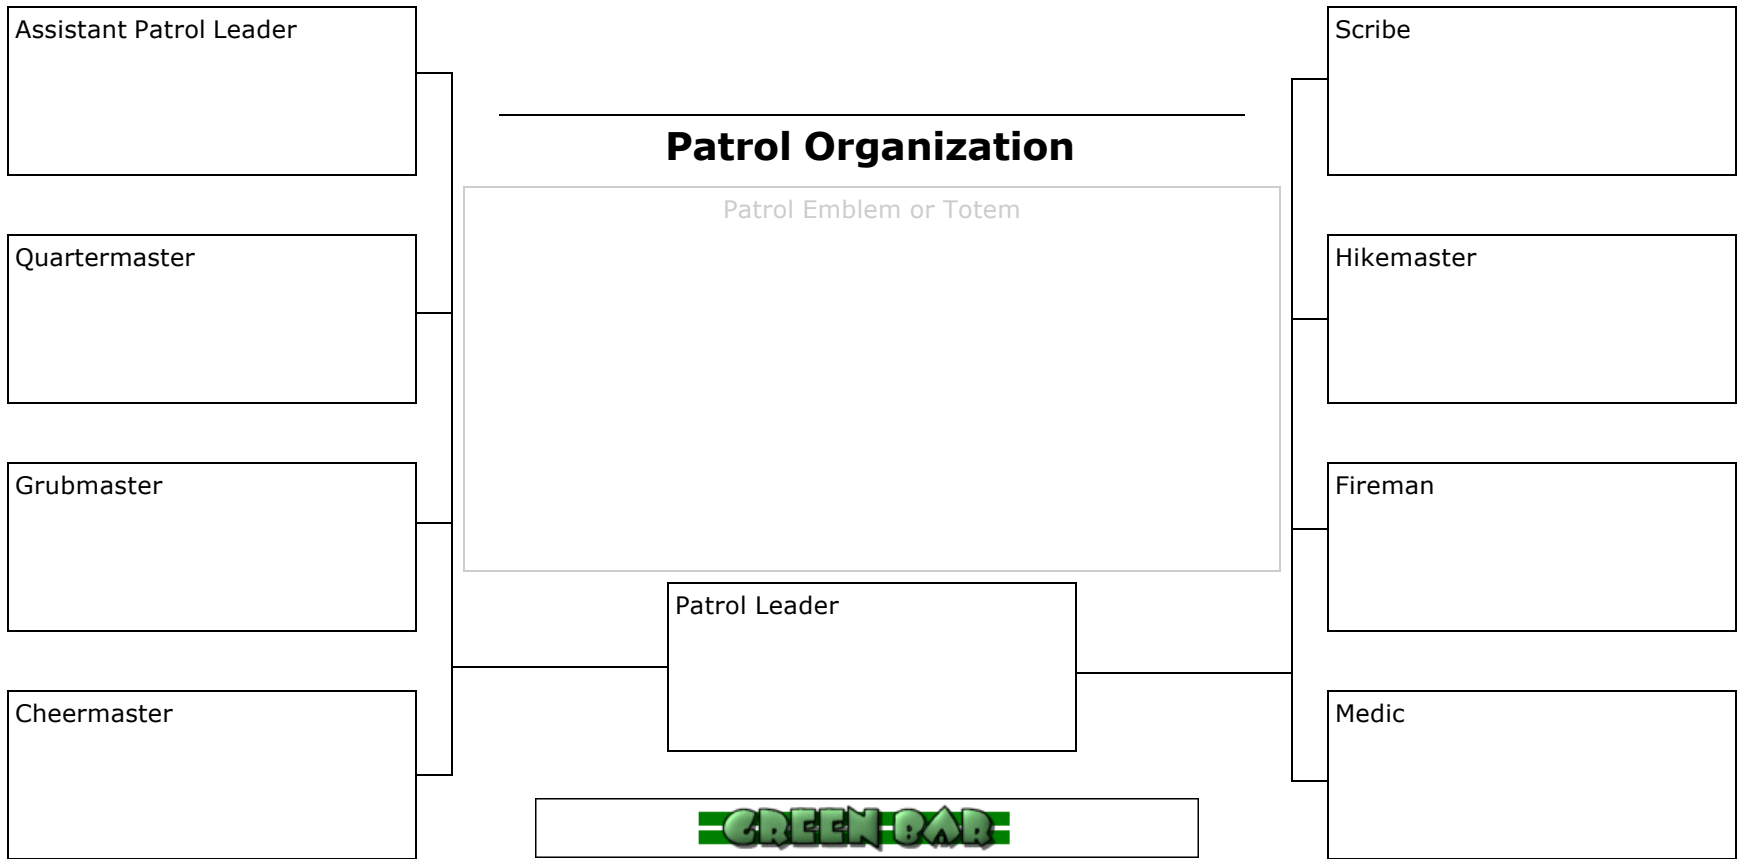 Assistant Patrol Leader
Scribe
Patrol Organization
Patrol Emblem or Totem
Quartermaster
Hikemaster
Grubmaster
Fireman
Patrol Leader
Cheermaster
Medic
GREEN BAR